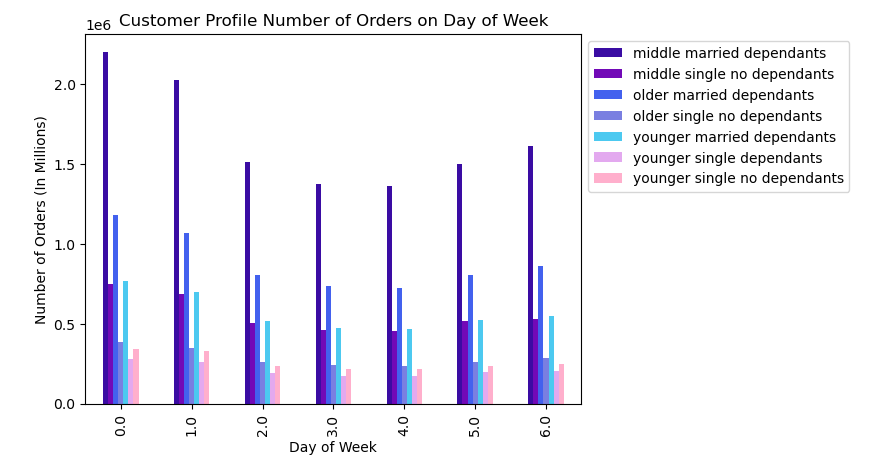 Customer Profile Number of Orders on Day of Week
1e6
middle married dependants
middle single no dependants
older married dependants
older single no dependants
younger married dependants
younger single dependants
younger single no dependants
Number of Orders (In Millions)
2.0
1.5
1.0
0.5
0.0
0.0 1.0 2.0 3.0 4.0 5.0 6.0
Day of Week